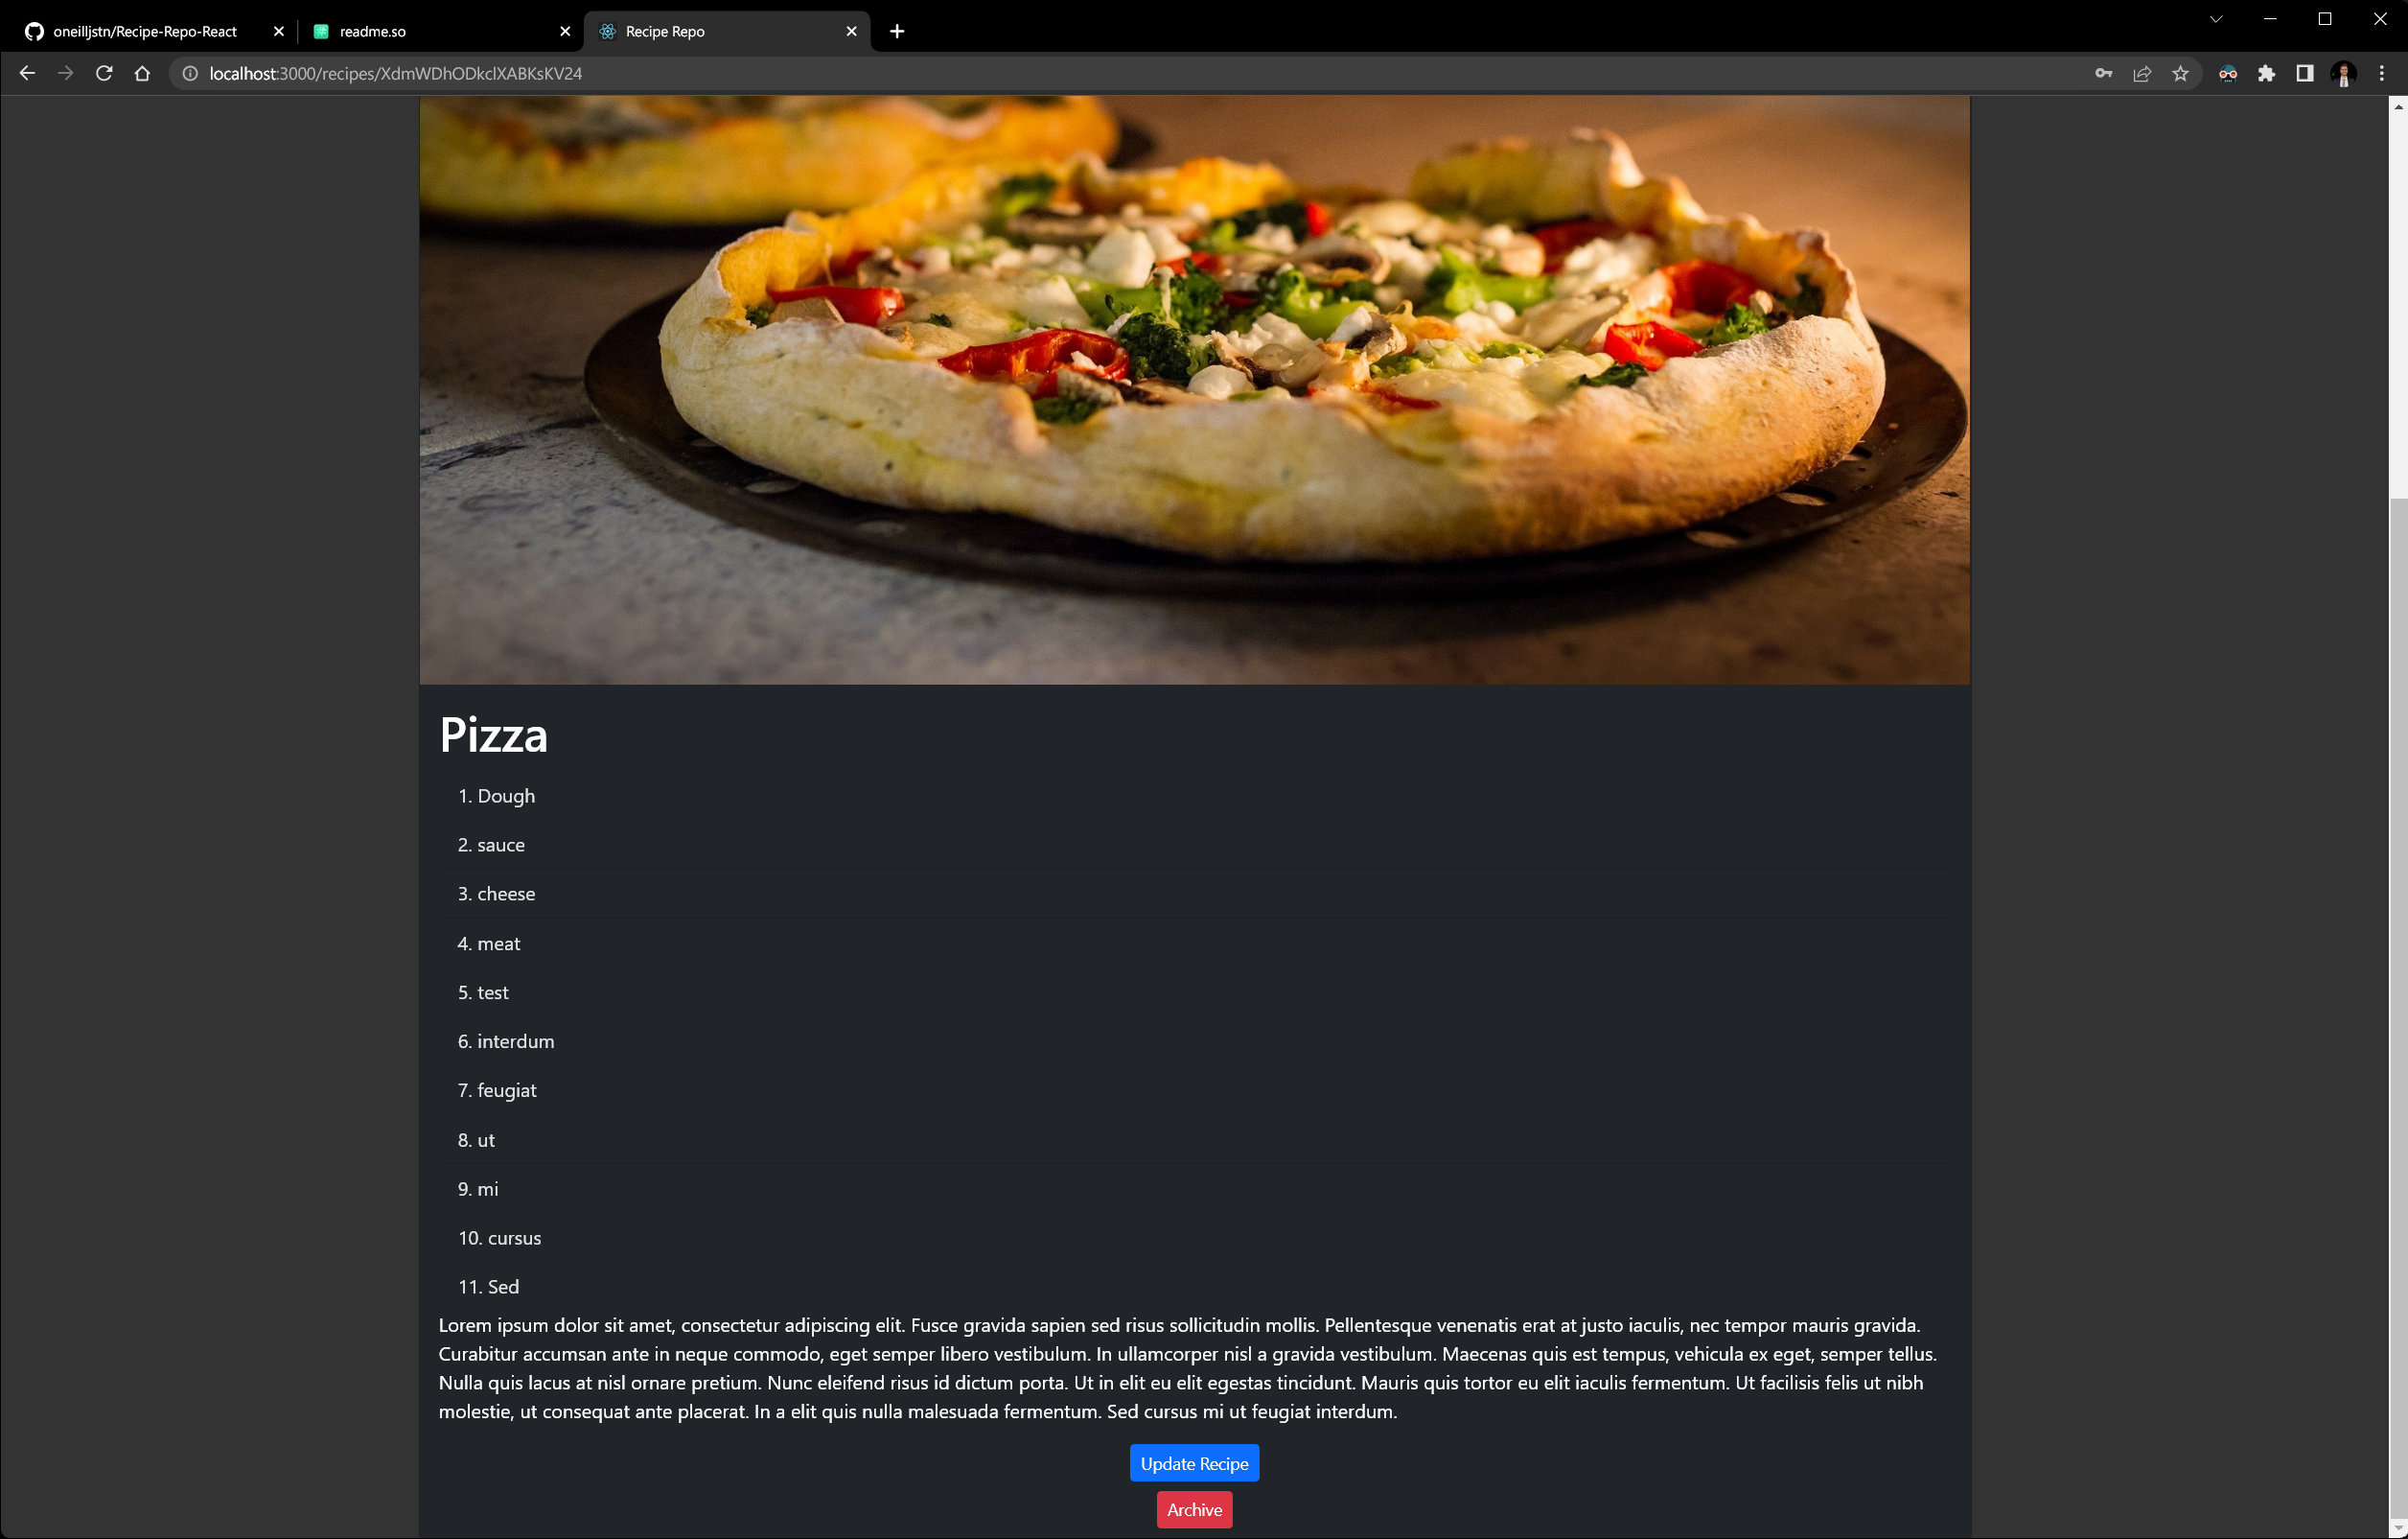 oneilljstn/Recipe-Repo-React
readme.so
Recipe Repo
localhost:3000/recipes/XdmWDhODkclXABKsKV24
Pizza
1. Dough
2. sauce
3. cheese
4. meat
5. test
6. interdum
7. feugiat
8. ut
9. mi
10. cursus
11. Sed
Lorem ipsum dolor sit amet, consectetur adipiscing elit. Fusce gravida sapien sed risus sollicitudin mollis. Pellentesque venenatis erat at justo iaculis, nec tempor mauris gravida.
Curabitur accumsan ante in neque commodo, eget semper libero vestibulum. In ullamcorper nisl a gravida vestibulum. Maecenas quis est tempus, vehicula ex eget, semper tellus.
Nulla quis lacus at nisl ornare pretium. Nunc eleifend risus id dictum porta. Ut in elit eu elit egestas tincidunt. Mauris quis tortor eu elit iaculis fermentum. Ut facilisis felis ut nibh
molestie, ut consequat ante placerat. In a elit quis nulla malesuada fermentum. Sed cursus mi ut feugiat interdum.
Update Recipe
Archive